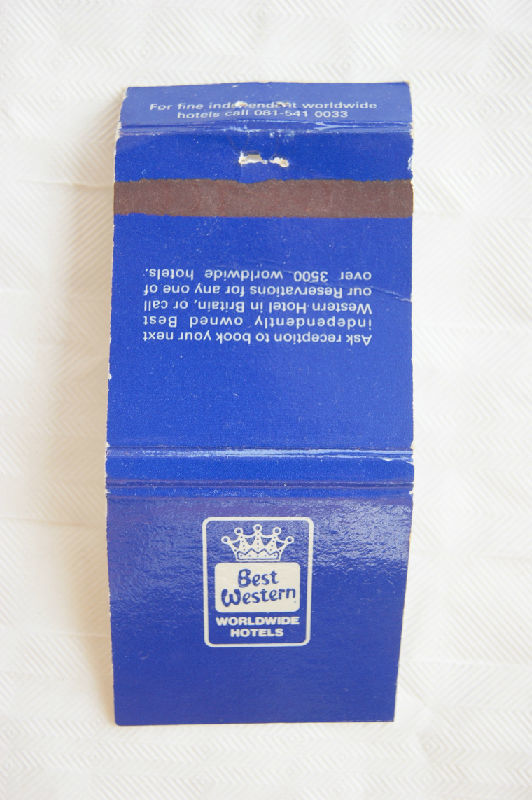 For fine independent worldwide
hotels call 081-541 0033
Ask reception to book your next
independently owned Best
Western Hotel in Britain, or call
our Reservations for any one of
over 3500 worldwide hotels.
Best
Western
WORLDWIDE
HOTELS